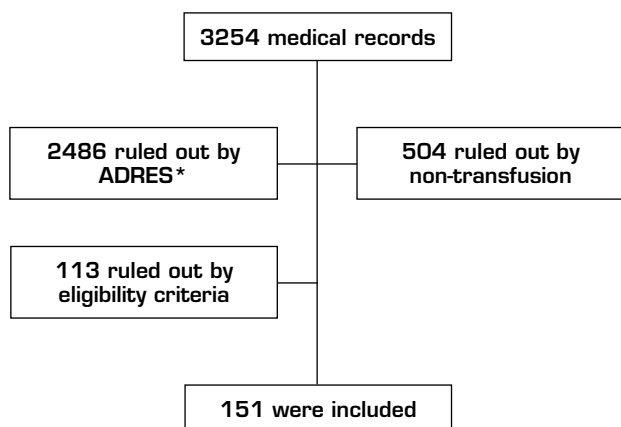 3254 medical records
2486 ruled out by
ADRES*
504 ruled out by
non-transfusion
113 ruled out by
eligibility criteria
151 were included